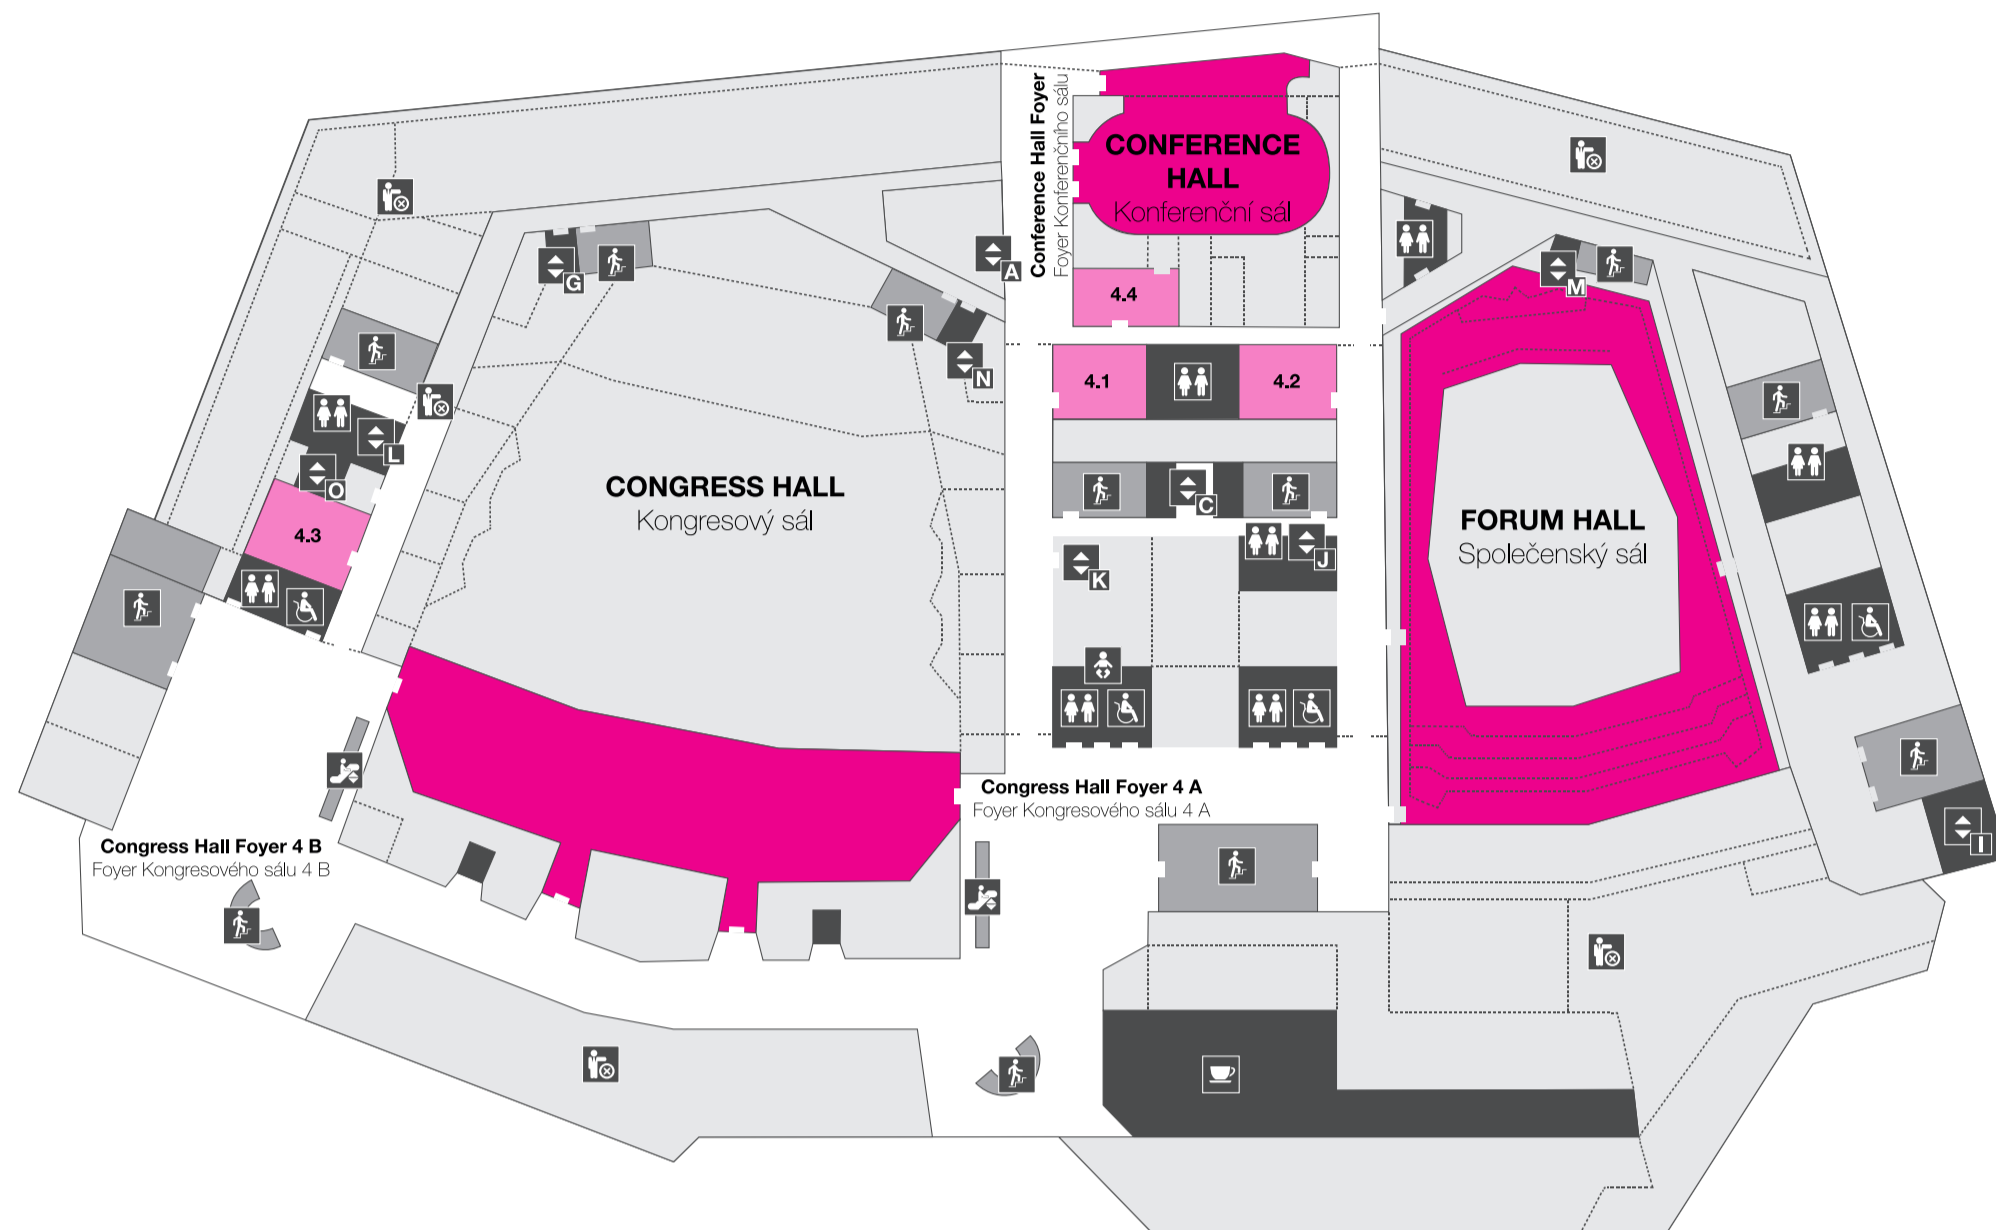 Conference Hall Foyer
Foyer Konferenčního sálu
CONFERENCE
HALL
Konferenční sál
A
G
M
4.4
N
4.1
4.2
L
O
CONGRESS HALL
Kongresový sál
C
FORUM HALL
Společenský sál
4.3
J
K
Congress Hall Foyer 4 A
Foyer Kongresového sálu 4 A
I
Congress Hall Foyer 4 B
Foyer Kongresového sálu 4 B